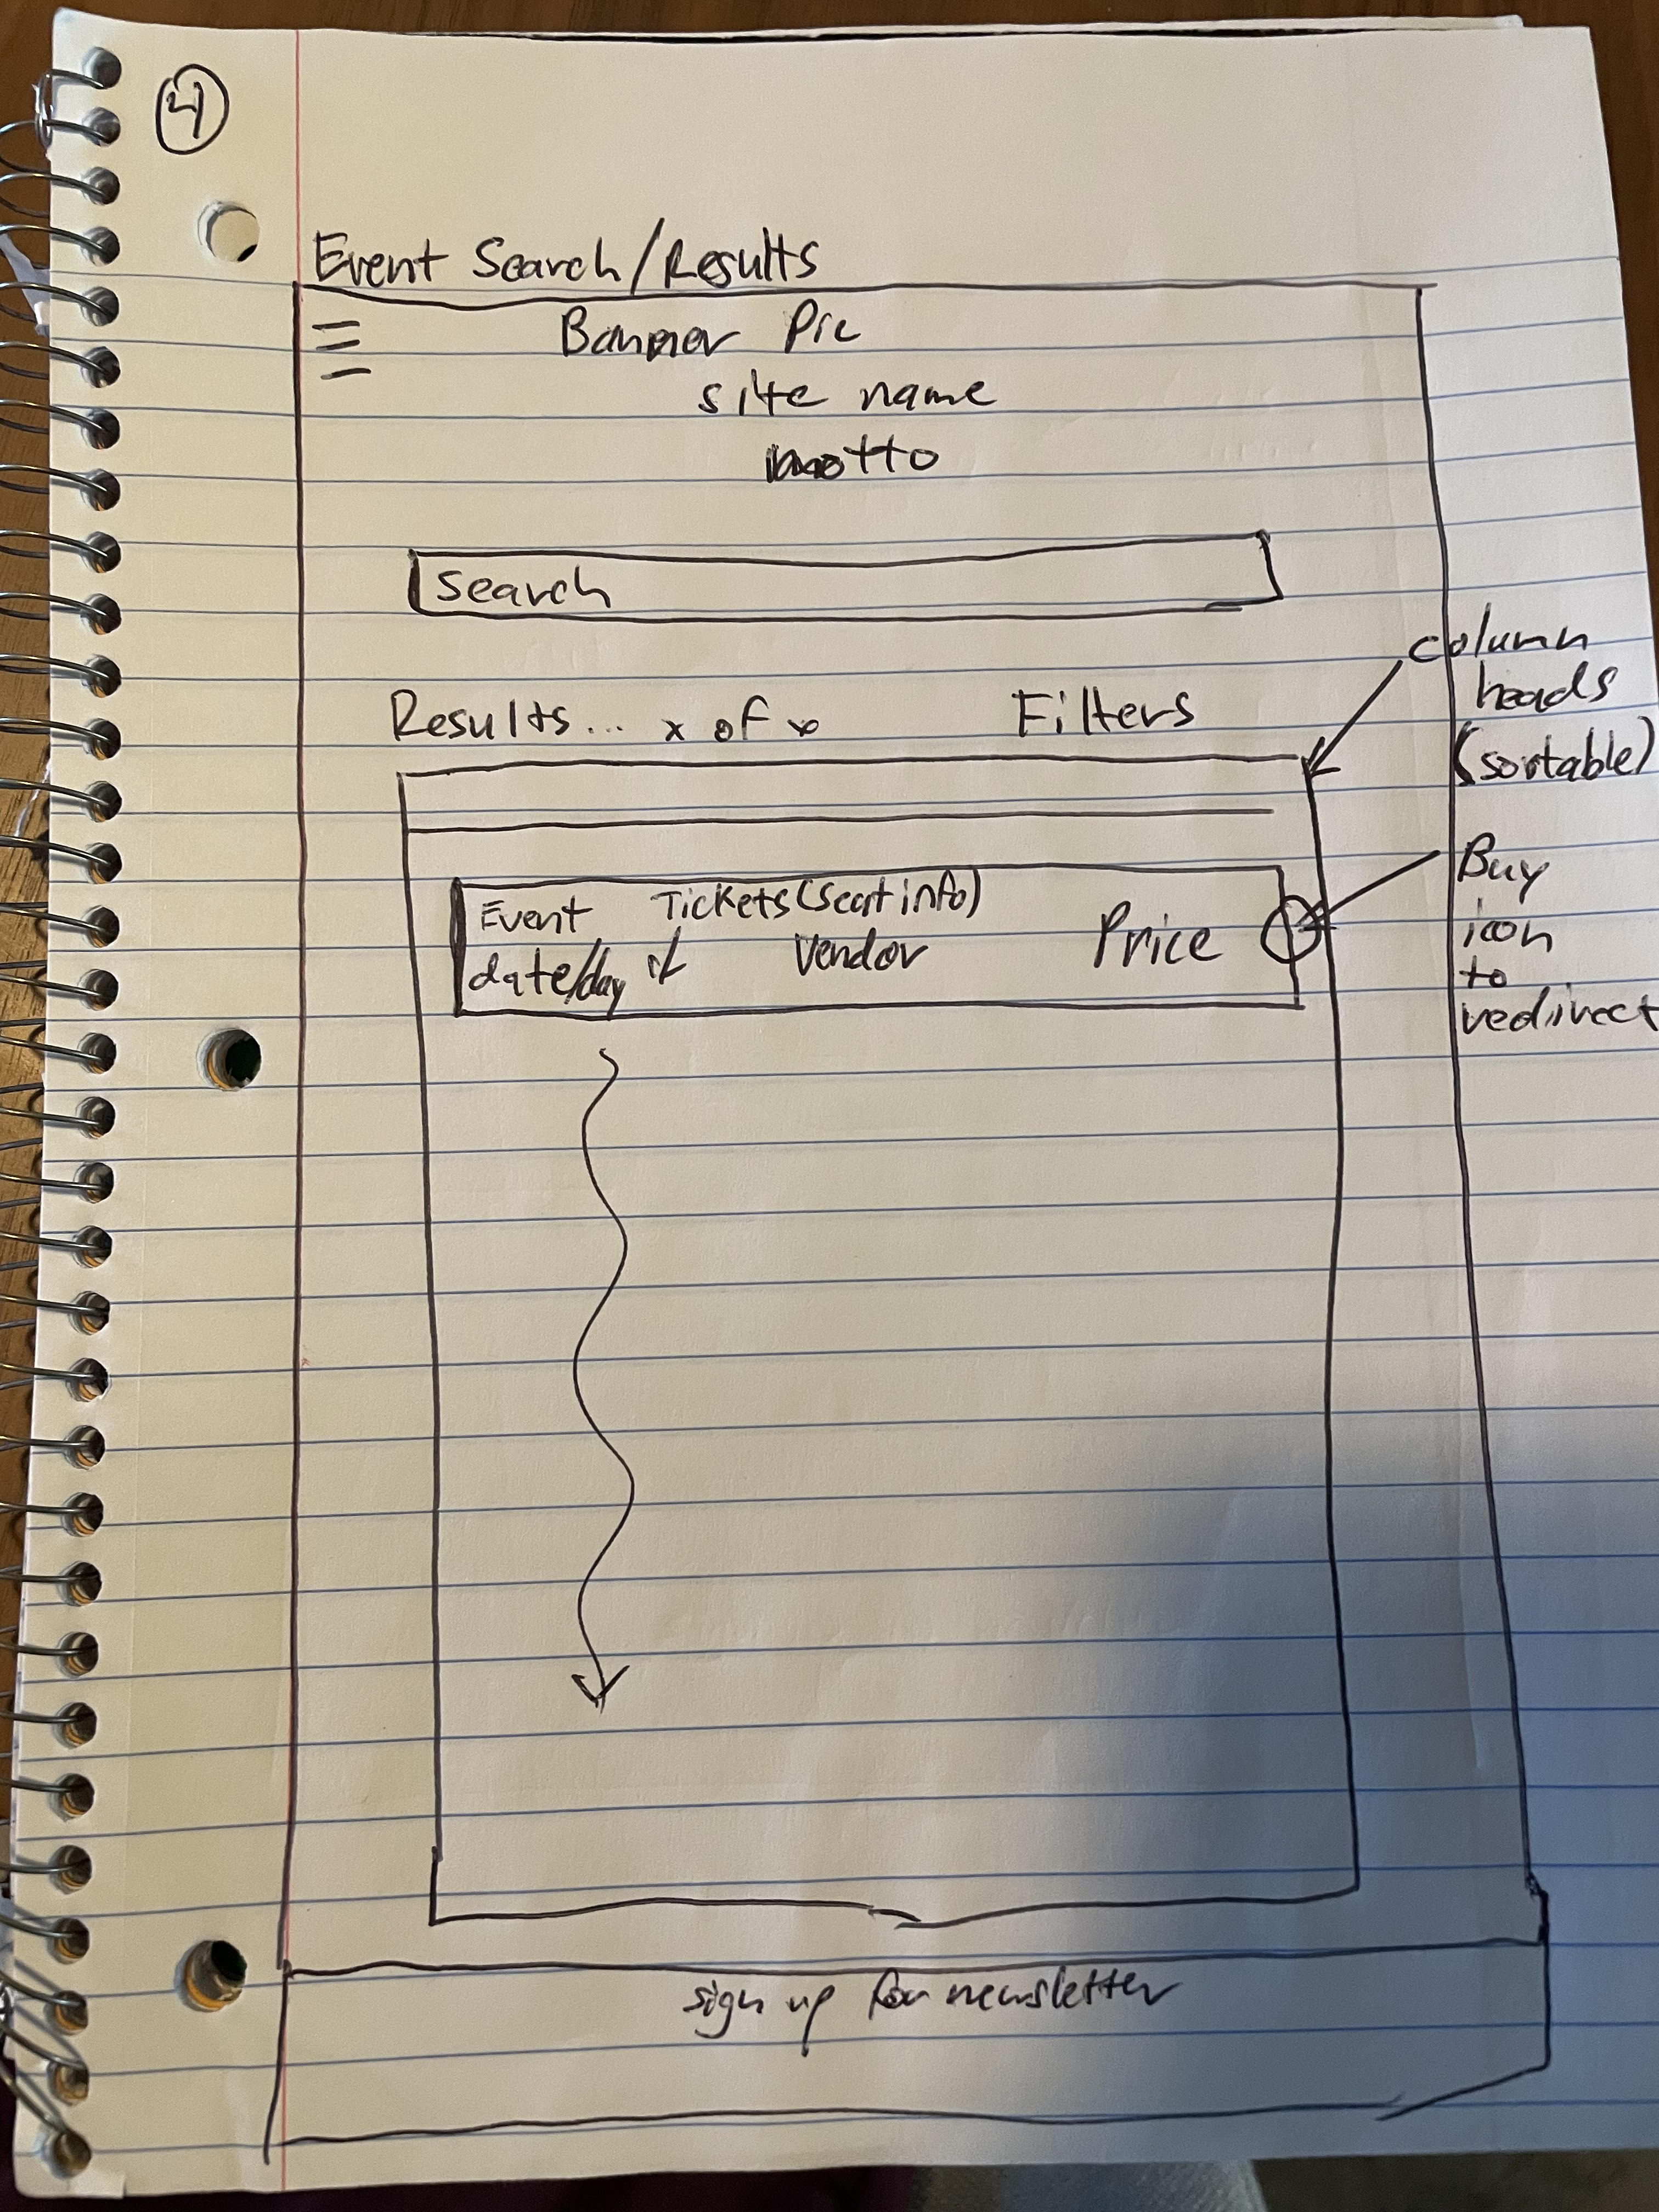 4
Event Search/Results
Banner Pic
site name
motto
Search
Results... x of x
Filters
column
heads
(sortable)
Event
Tickets(seat info)
date/day
Vendor
Price
Buy
icon
to
redirect
sign up for newsletter